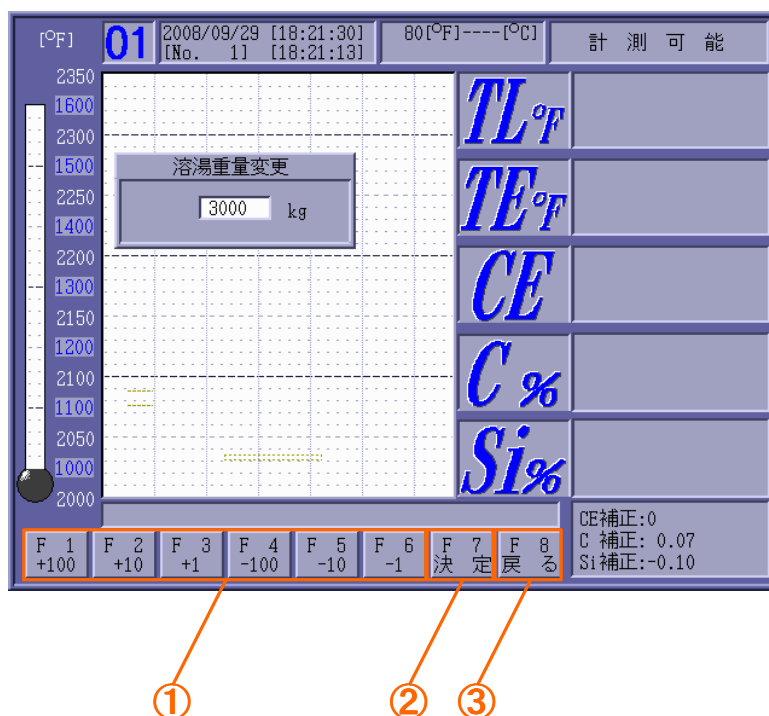 [°F]
01
2008/09/29 [18:21:30]
[No. 1] [18:21:13]
80[°F]----[°C]
計 測 可 能
2350
1600
2300
1500
2250
1400
2200
1300
2150
1200
2100
1100
2050
1000
2000
溶湯重量変更
3000 kg
TL°F
TE°F
CE
C %
Si%
CE補正:0
C 補正: 0.07
Si補正:-0.10
F 1
+100
F 2
+10
F 3
+1
F 4
-100
F 5
-10
F 6
-1
F 7
決 定
F 8
戻 る
① ② ③